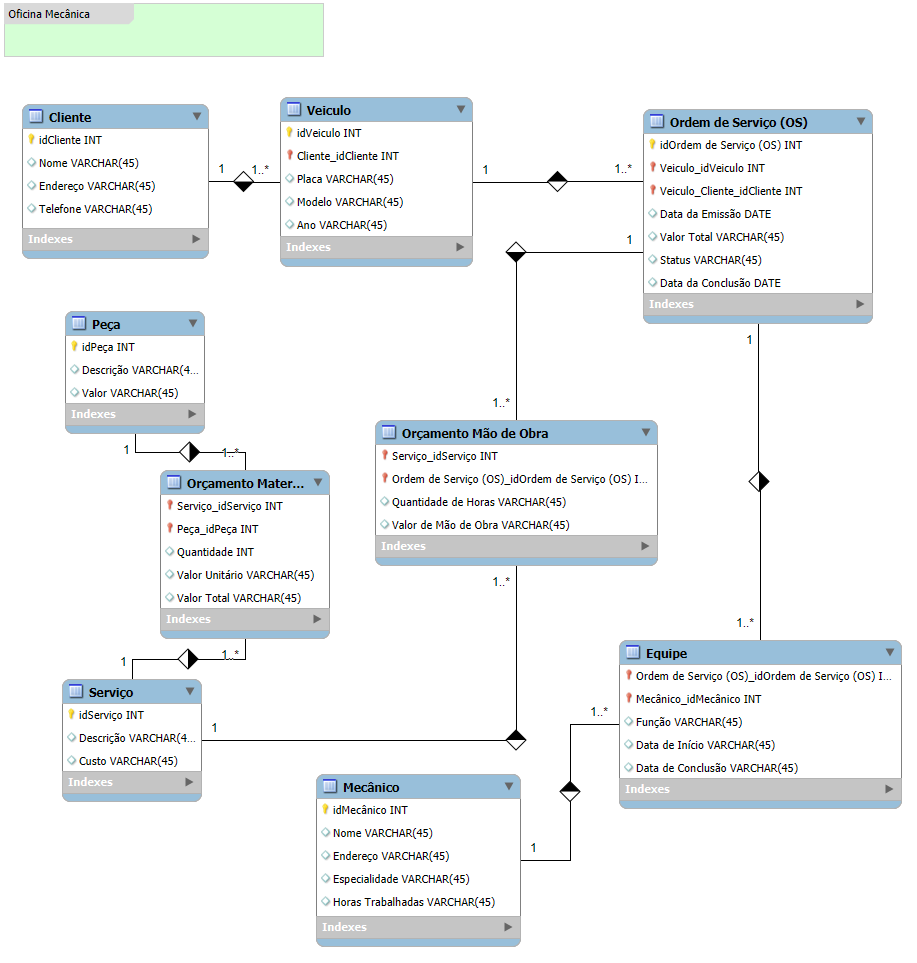 Oficina Mecânica
Cliente
idCliente INT
Nome VARCHAR(45)
Endereço VARCHAR(45)
Telefone VARCHAR(45)
Indexes
1
1..*
Veiculo
idVeiculo INT
Cliente_idCliente INT
Placa VARCHAR(45)
Modelo VARCHAR(45)
Ano VARCHAR(45)
Indexes
1
1..*
Ordem de Serviço (OS)
idOrdem de Serviço (OS) INT
Veiculo_idVeiculo INT
Veiculo_Cliente_idCliente INT
Data da Emissão DATE
Valor Total VARCHAR(45)
Status VARCHAR(45)
Data da Conclusão DATE
Indexes
1
1..*
1
1..*
Peça
idPeça INT
Descrição VARCHAR(4...
Valor VARCHAR(45)
Indexes
1
1..*
Orçamento Mater...
Serviço_idServiço INT
Peça_idPeça INT
Quantidade INT
Valor Unitário VARCHAR(45)
Valor Total VARCHAR(45)
Indexes
1
1..*
Orçamento Mão de Obra
Serviço_idServiço INT
Ordem de Serviço (OS)_idOrdem de Serviço (OS) I...
Quantidade de Horas VARCHAR(45)
Valor de Mão de Obra VARCHAR(45)
Indexes
1..*
1
Serviço
idServiço INT
Descrição VARCHAR(4...
Custo VARCHAR(45)
Indexes
Equipe
Ordem de Serviço (OS)_idOrdem de Serviço (OS) I...
Mecânico_idMecânico INT
Função VARCHAR(45)
Data de Início VARCHAR(45)
Data de Conclusão VARCHAR(45)
Indexes
1..*
1
Mecânico
idMecânico INT
Nome VARCHAR(45)
Endereço VARCHAR(45)
Especialidade VARCHAR(45)
Horas Trabalhadas VARCHAR(45)
Indexes